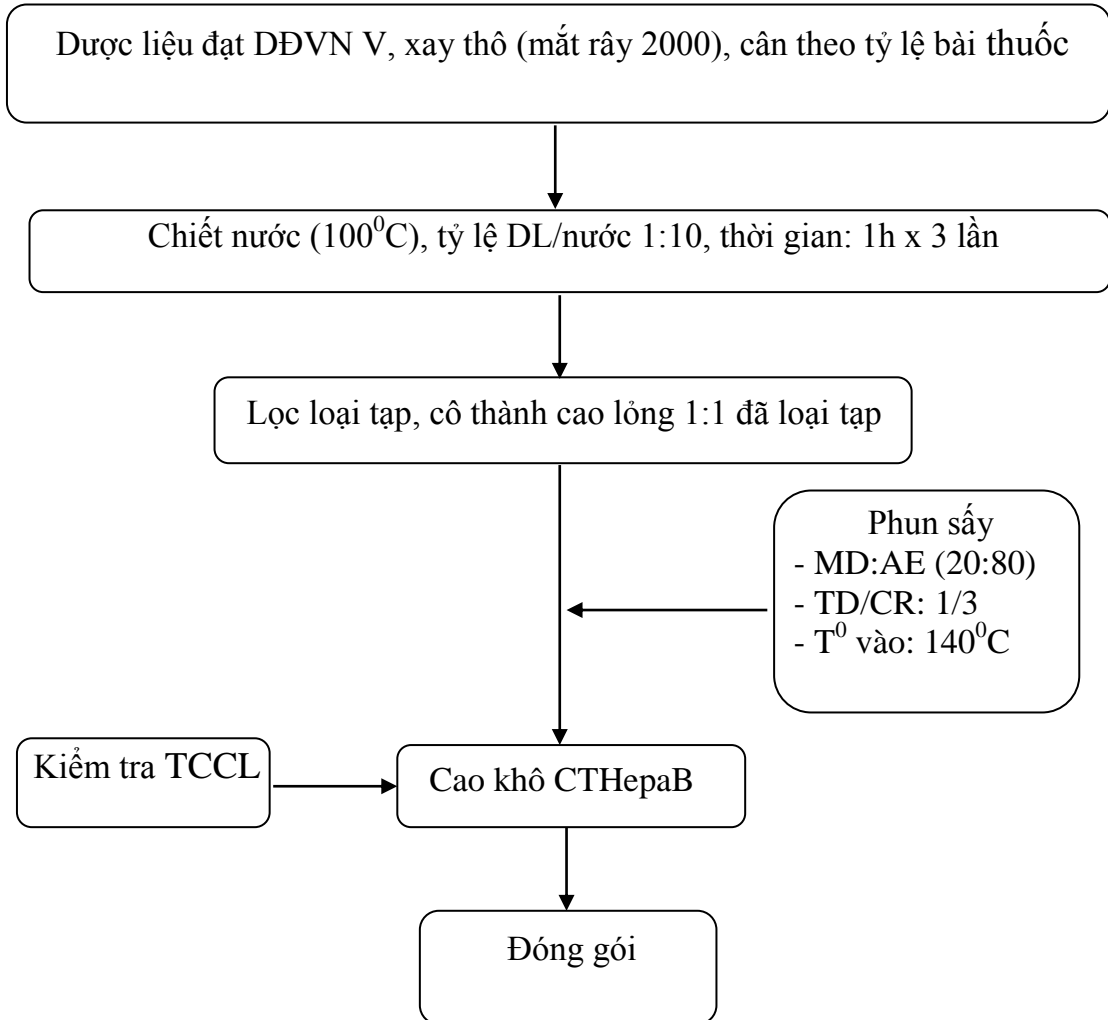 Dược liệu đạt DĐVN V, xay thô (mắt rây 2000), cân theo tỷ lệ bài thuốc
Chiết nước (100⁰C), tỷ lệ DL/nước 1:10, thời gian: 1h x 3 lần
Lọc loại tạp, cô thành cao lỏng 1:1 đã loại tạp
Phun sấy
- MD:AE (20:80)
- TD/CR: 1/3
- T⁰ vào: 140⁰C
Kiểm tra TCCL
Cao khô CTHepaB
Đóng gói